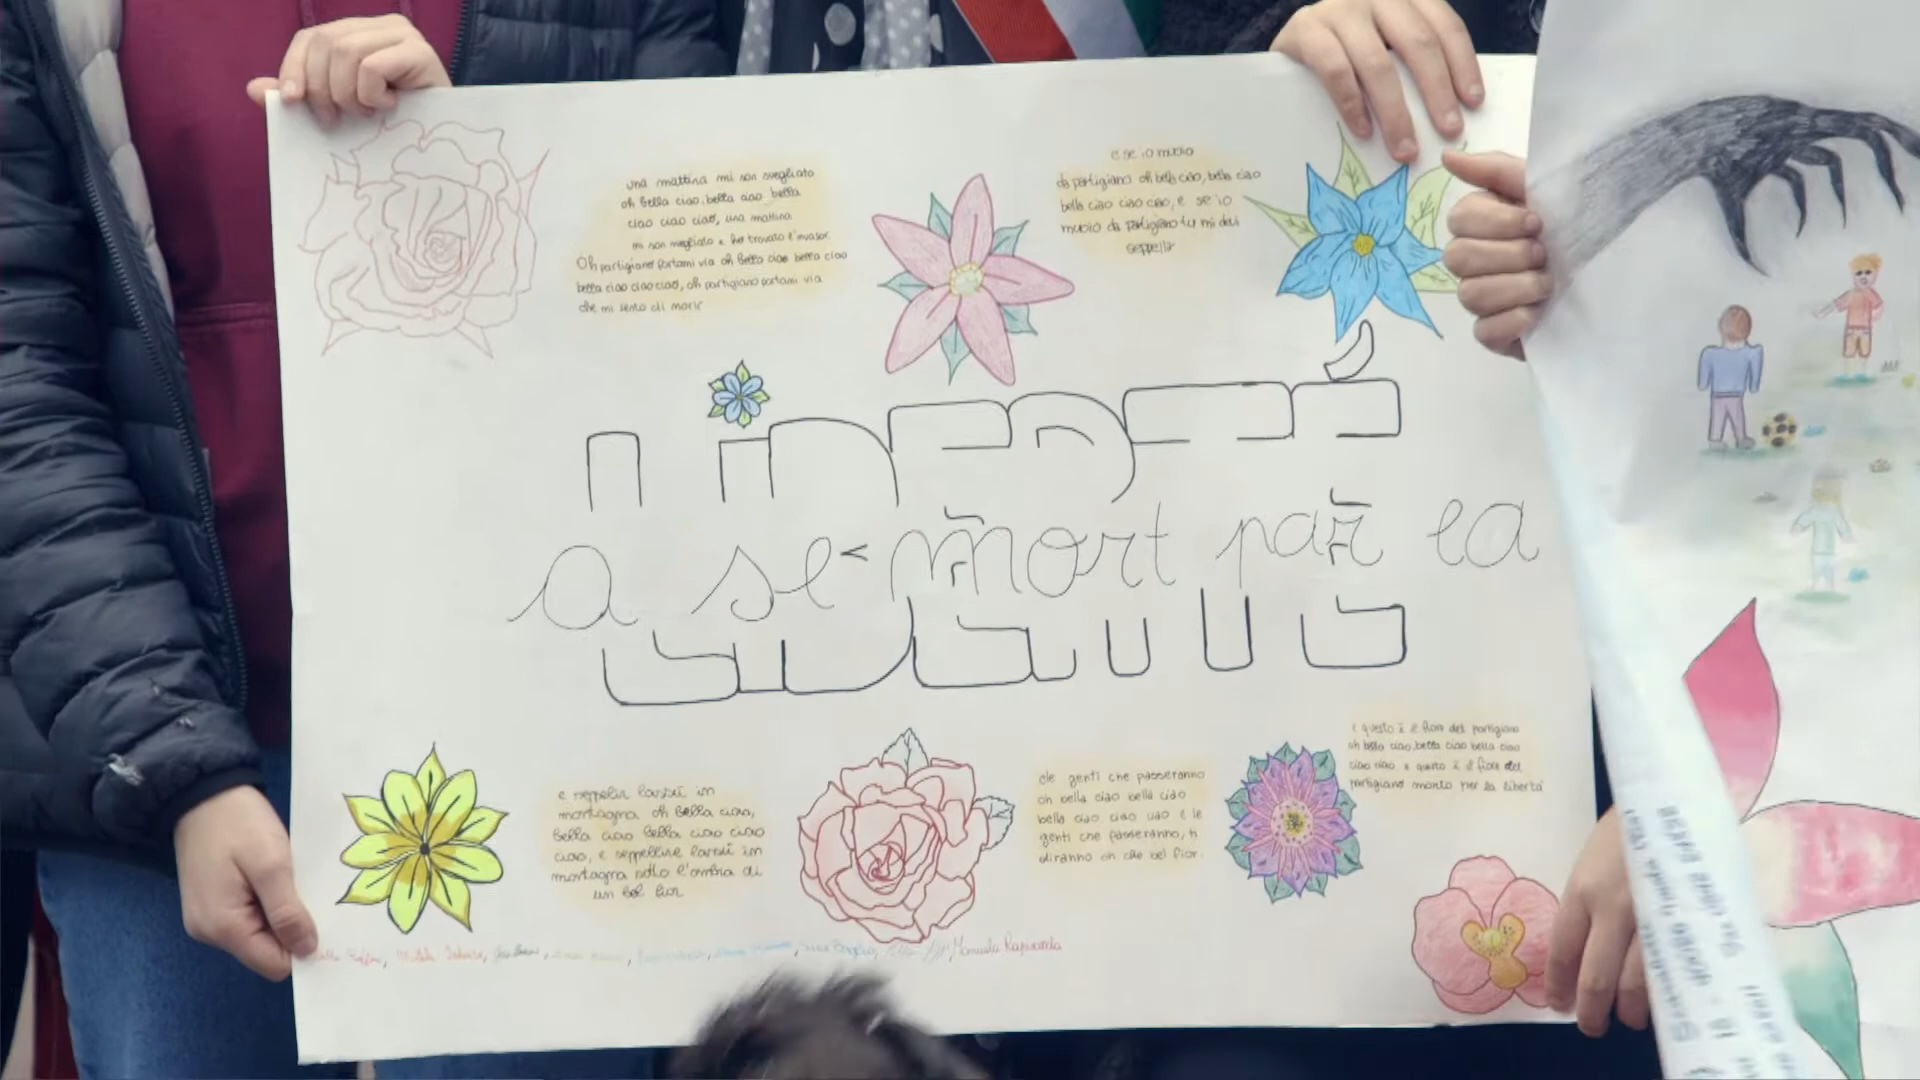 una mattina mi son svegliato
oh bella ciao, bella ciao bella
ciao ciao ciao, una mattina
mi son svegliato e ho trovato l'invasor
Oh partigiano portami via oh bella ciao bella ciao
bella ciao ciao ciao, oh partigiano portami via
che mi sento di morir
e se io muoio
da partigiano oh bella ciao, bella ciao
bella ciao ciao ciao, e se io
muoio da partigiano tu mi devi
seppellir
LIBERTÉ
a se mort par la
e seppelir lassù in
montagna oh bella ciao,
bella ciao bella ciao ciao
ciao, e seppellire lassù in
montagna sotto l'ombra di
un bel fior
e le genti che passeranno
oh bella ciao bella ciao
bella ciao ciao ciao e le
genti che passeranno, ti
diranno oh che bel fior.
e questo è il fiore del partigiano
oh bella ciao bella ciao bella ciao
ciao ciao e questo è il fiore del
partigiano morto per la libertà
Manuela